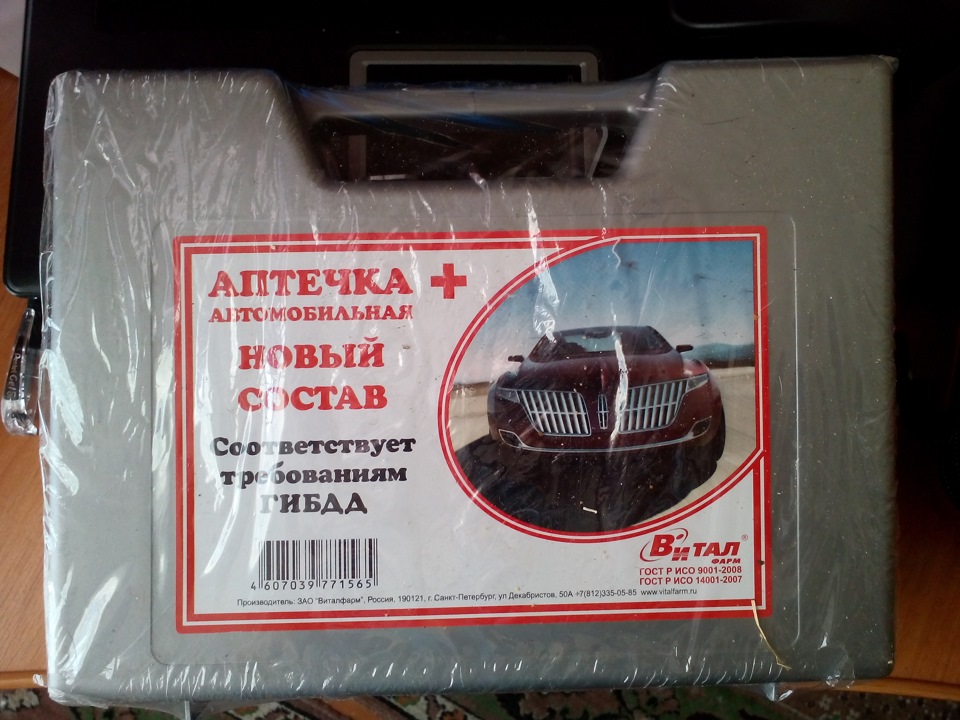 АПТЕЧКА
АВТОМОБИЛЬНАЯ
НОВЫЙ
СОСТАВ
Соответствует
требованиям
ГИБДД
4 607039 771565
ВиТАЛ®
ФАРМ
ГОСТ Р ИСО 9001-2008
ГОСТ Р ИСО 14001-2007
Производитель: ЗАО "Виталфарм", Россия, 190121, г. Санкт-Петербург, ул Декабристов, 50А +7(812)335-05-85 www.vitalfarm.ru